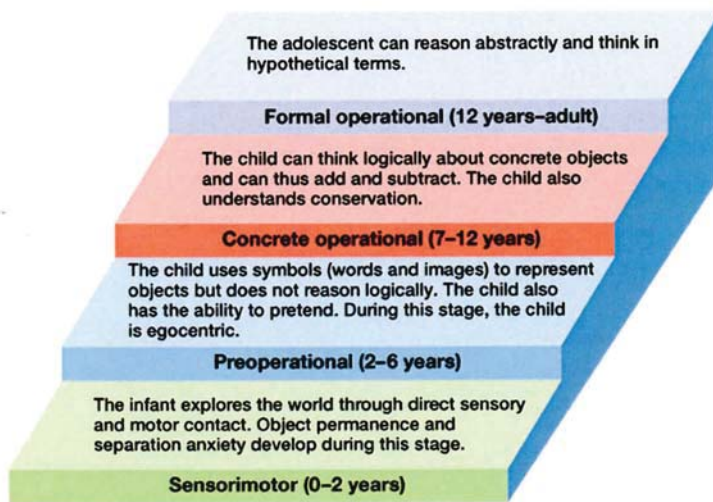 The adolescent can reason abstractly and think in
hypothetical terms.
Formal operational (12 years–adult)
The child can think logically about concrete objects
and can thus add and subtract. The child also
understands conservation.
Concrete operational (7–12 years)
The child uses symbols (words and images) to represent
objects but does not reason logically. The child also
has the ability to pretend. During this stage, the child
is egocentric.
Preoperational (2–6 years)
The infant explores the world through direct sensory
and motor contact. Object permanence and
separation anxiety develop during this stage.
Sensorimotor (0–2 years)